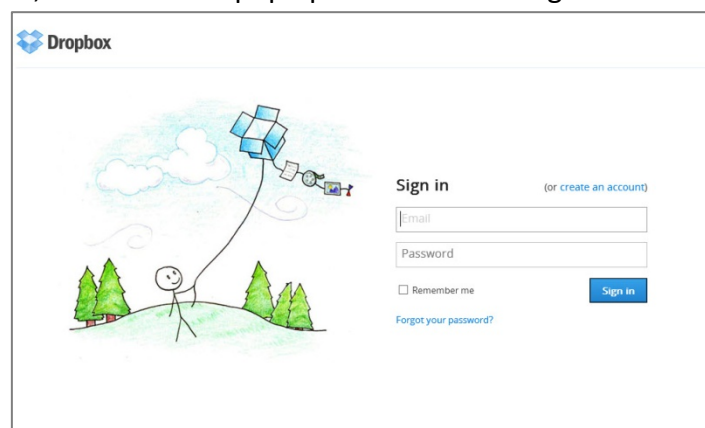 Dropbox
Sign in (or create an account)
Email
Password
Remember me Sign in
Forgot your password?